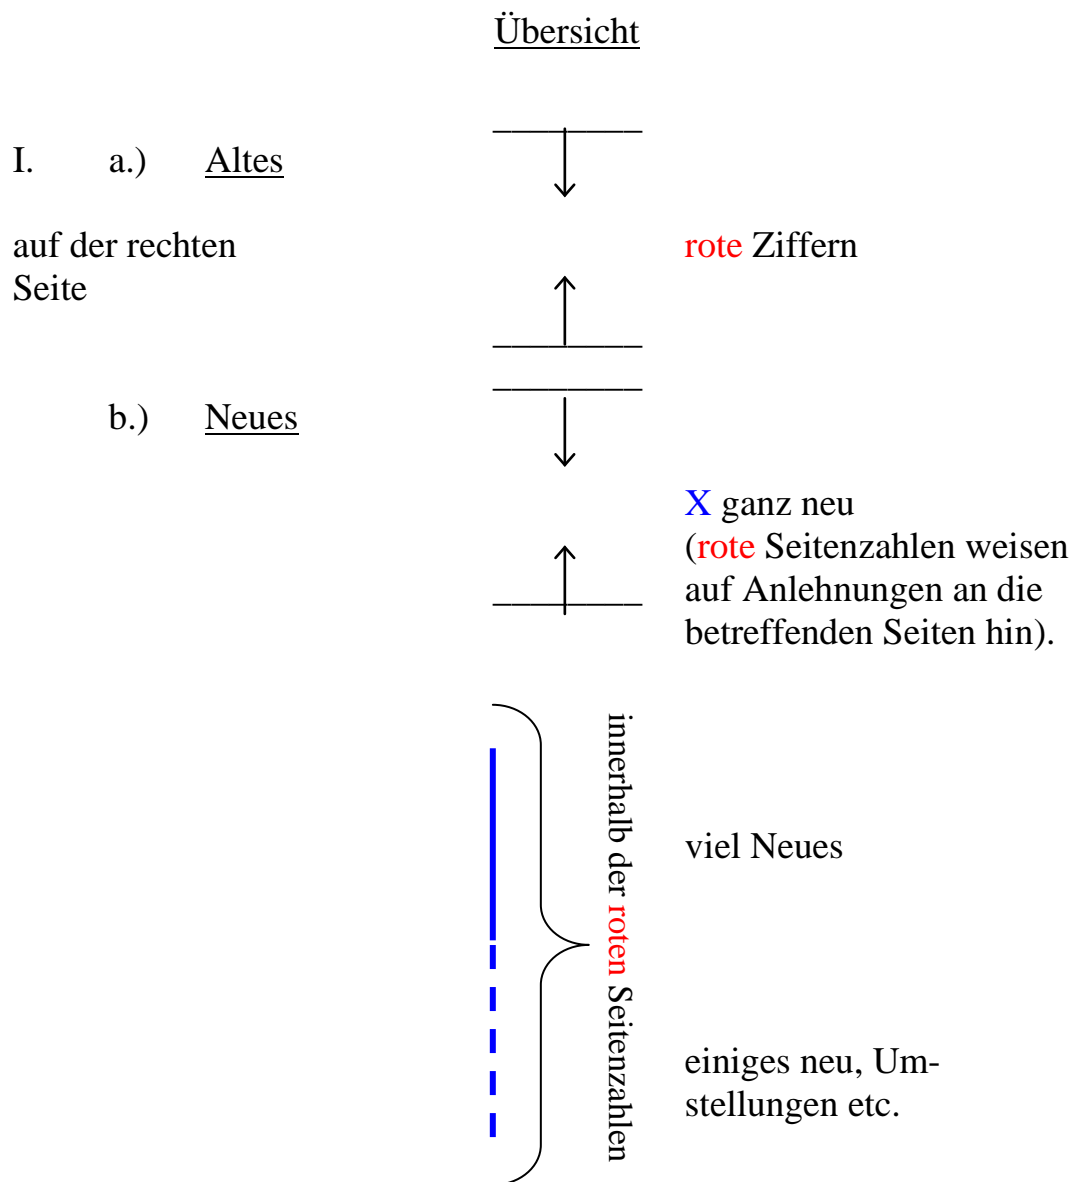 Übersicht
I. a.) Altes
auf der rechten
Seite
rote Ziffern
b.) Neues
X ganz neu
(rote Seitenzahlen weisen
auf Anlehnungen an die
betreffenden Seiten hin).
innerhalb der roten Seitenzahlen
viel Neues
einiges neu, Um-
stellungen etc.